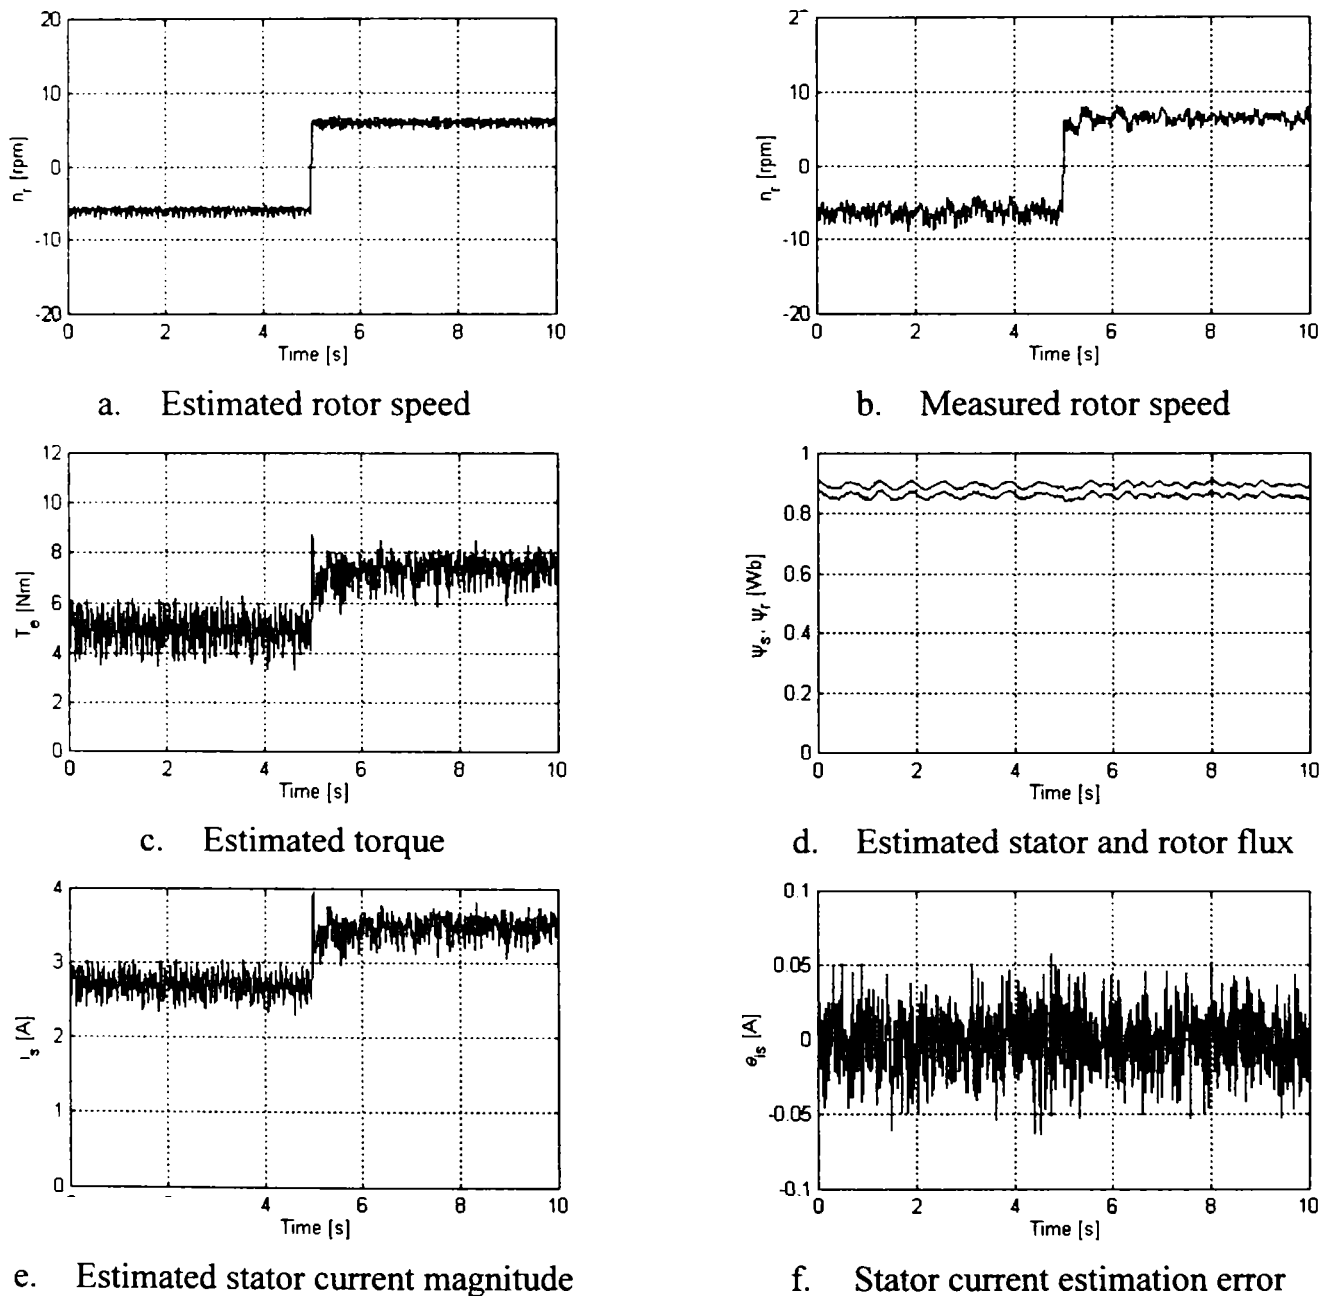 20
10
0
-10
-20
n_r [rpm]
0 2 4 6 8 10
Time [s]
a. Estimated rotor speed
10
0
-10
-20
n_r [rpm]
0 2 4 6 8 10
Time [s]
b. Measured rotor speed
12
10
8
6
4
2
0
T_e [Nm]
0 2 4 6 8 10
Time [s]
c. Estimated torque
1
0.8
0.6
0.4
0.2
0
Ψ_s, Ψ_r [Wb]
0 2 4 6 8 10
Time [s]
d. Estimated stator and rotor flux
4
3
2
1
0
i_s [A]
4 6 8 10
Time [s]
e. Estimated stator current magnitude
0.1
0.05
0
-0.05
-0.1
e_is [A]
0 2 4 6 8 10
Time [s]
f. Stator current estimation error